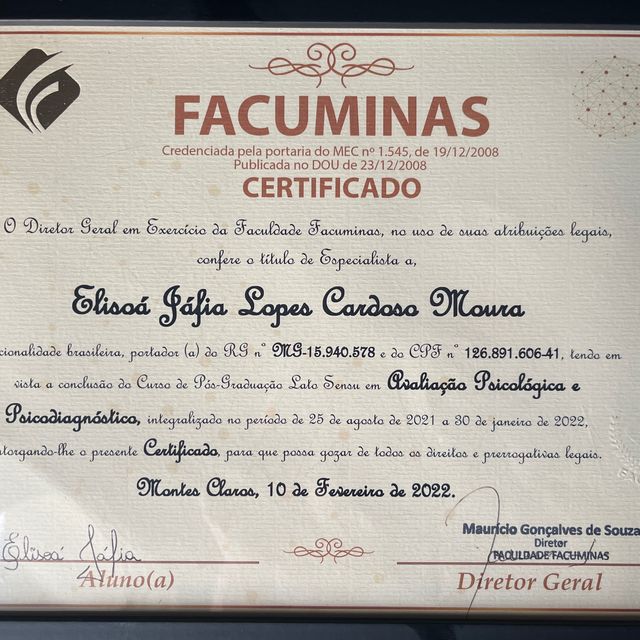 FACUMINAS
Credenciada pela portaria do MEC nº 1.545, de 19/12/2008
Publicada no DOU de 23/12/2008
CERTIFICADO
O Diretor Geral em Exercício da Faculdade Facuminas, no uso de suas atribuições legais,
confere o título de Especialista a,
Elisoá Jáfia Lopes Cardoso Moura
cionalidade brasileira, portador (a) do RG nº MG-15.940.578 e do CPF nº 126.891.606-41, tendo em
vista a conclusão do Curso de Pós-Graduação Lato Sensu em Avaliação Psicológica e
Psicodiagnóstico, integralizado no período de 25 de agosto de 2021 a 30 de janeiro de 2022,
utorgando-lhe o presente Certificado, para que possa gozar de todos os direitos e prerrogativas legais.
Montes Claros, 10 de Fevereiro de 2022.
Elisoá Jáfia
Aluno(a)
Maurício Gonçalves de Souza
Diretor
FACULDADE FACUMINAS
Diretor Geral